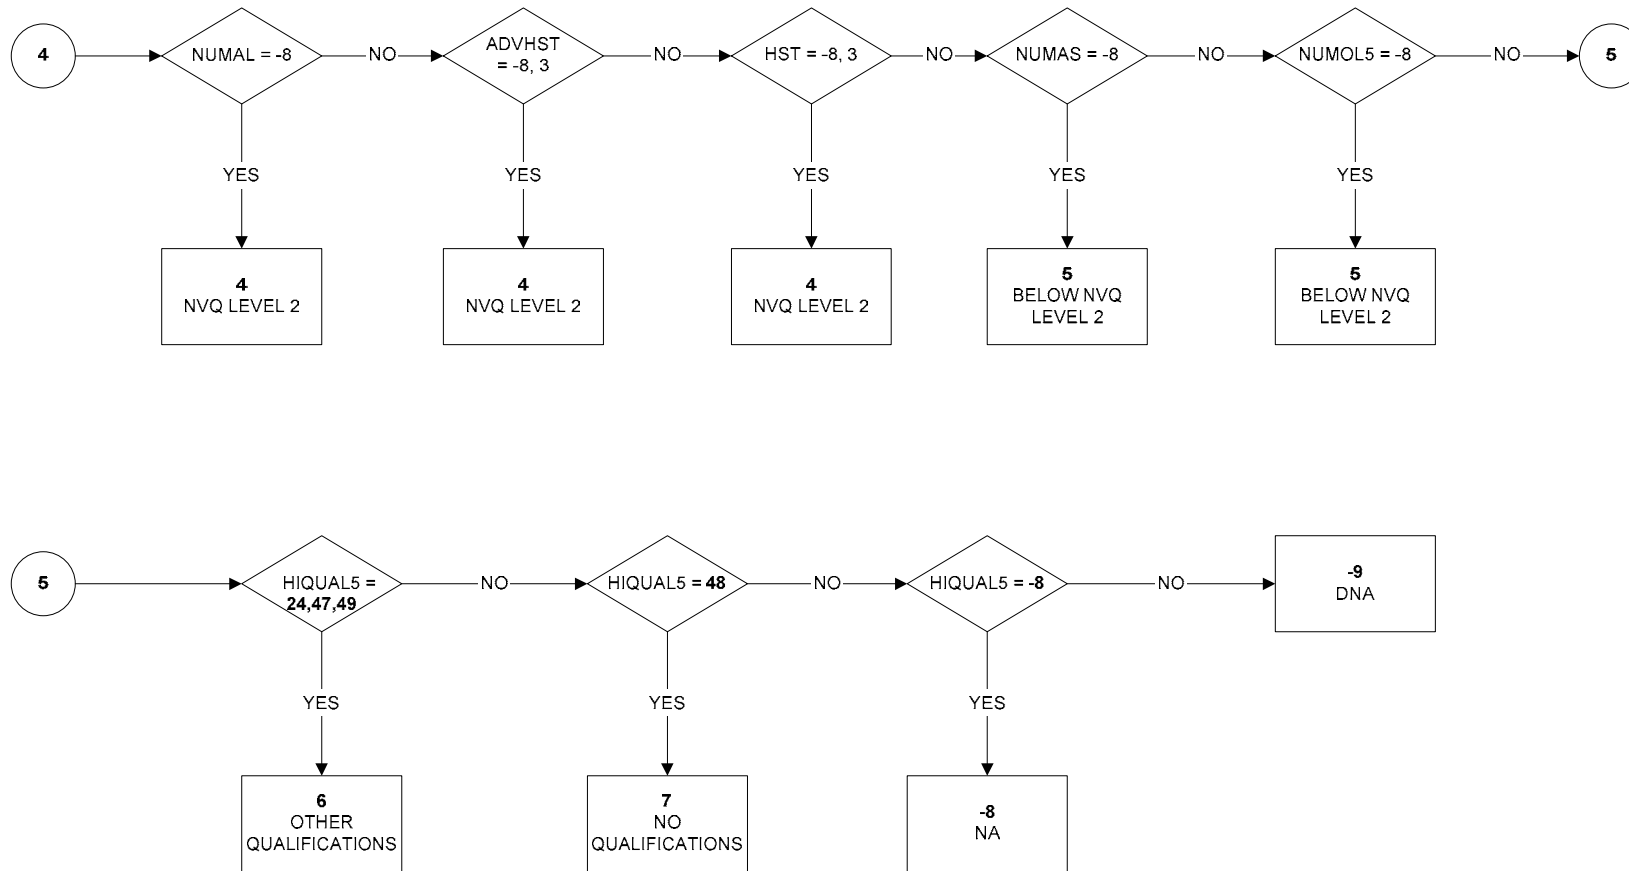 4
NUMAL = -8
NO
ADVHST
= -8, 3
NO
HST = -8, 3
NO
NUMAS = -8
NO
NUMOL5 = -8
NO
5
YES
YES
YES
YES
YES
4
NVQ LEVEL 2
4
NVQ LEVEL 2
4
NVQ LEVEL 2
5
BELOW NVQ
LEVEL 2
5
BELOW NVQ
LEVEL 2
5
HIQUAL5 =
24,47,49
NO
HIQUAL5 = 48
NO
HIQUAL5 = -8
NO
-9
DNA
YES
YES
YES
6
OTHER
QUALIFICATIONS
7
NO
QUALIFICATIONS
-8
NA